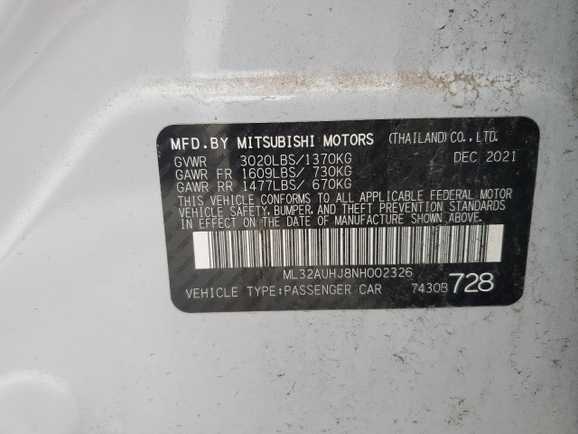 MFD.BY MITSUBISHI MOTORS (THAILAND) CO., LTD.
GVWR 3020LBS/1370KG DEC 2021
GAWR FR 1609LBS/ 730KG
GAWR RR 1477LBS/ 670KG
THIS VEHICLE CONFORMS TO ALL APPLICABLE FEDERAL MOTOR
VEHICLE SAFETY, BUMPER, AND THEFT PREVENTION STANDARDS
IN EFFECT ON THE DATE OF MANUFACTURE SHOWN ABOVE.
ML32AUHJ8NH002326
VEHICLE TYPE:PASSENGER CAR 7430B 728